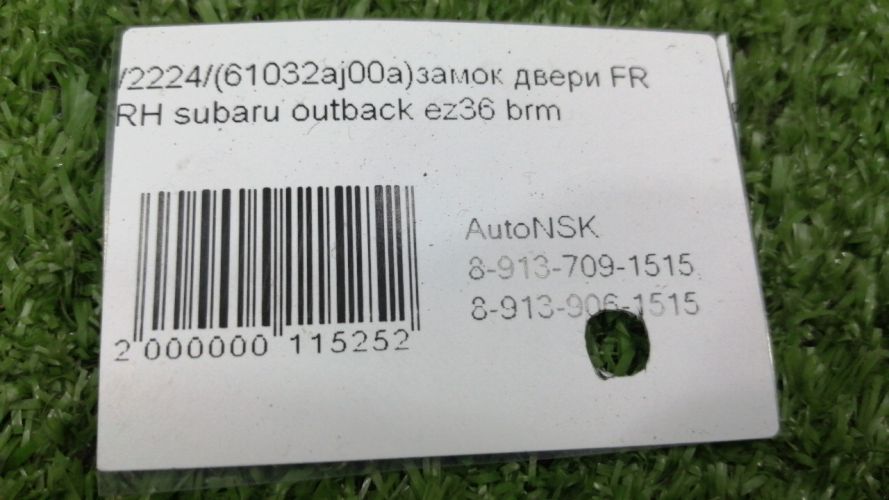 /2224/(61032aj00a)замок двери FR
RH subaru outback ez36 brm
AutoNSK
8-913-709-1515
8-913-906-1515
2 000000 115252